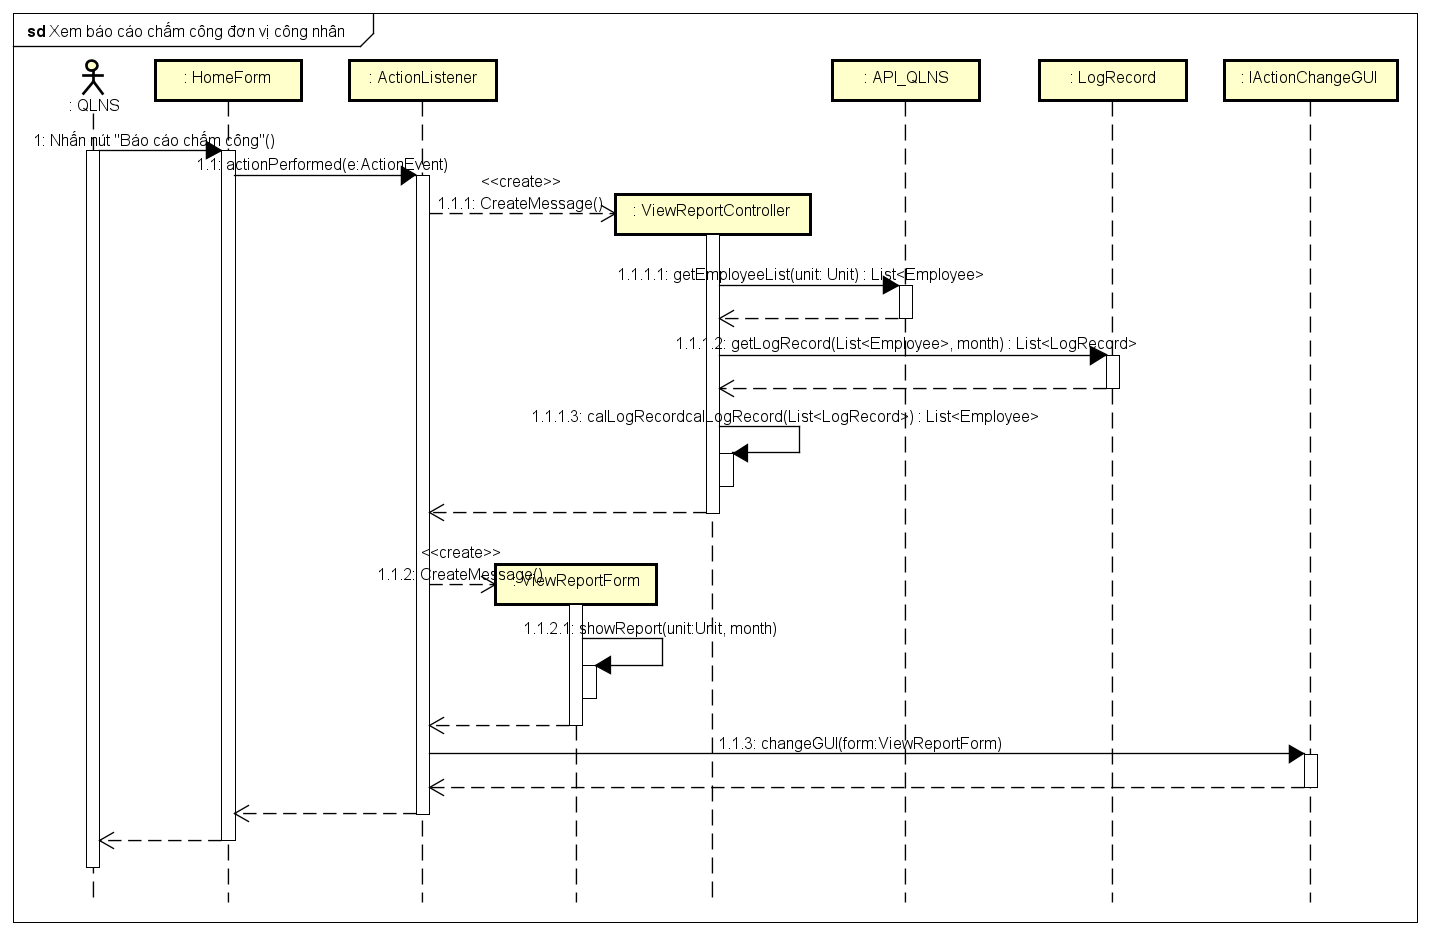 sd Xem báo cáo chấm công đơn vị công nhân
: QLNS
: HomeForm
: ActionListener
: API_QLNS
: LogRecord
: IActionChangeGUI
1: Nhấn nút "Báo cáo chấm công"()
1.1: actionPerformed(e:ActionEvent)
<<create>>
1.1.1: CreateMessage()
: ViewReportController
1.1.1.1: getEmployeeList(unit: Unit) : List<Employee>
1.1.1.2: getLogRecord(List<Employee>, month) : List<LogRecord>
1.1.1.3: calLogRecordcalLogRecord(List<LogRecord>) : List<Employee>
<<create>>
1.1.2: CreateMessage()
: ViewReportForm
1.1.2.1: showReport(unit:Unit, month)
1.1.3: changeGUI(form:ViewReportForm)